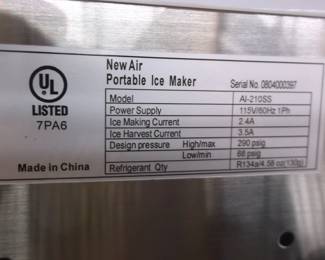 New Air
Portable Ice Maker Serial No. 0804000397
UL
LISTED
7PA6
Model AI-210SS
Power Supply 115V/60Hz 1Ph
Ice Making Current 2.4A
Ice Harvest Current 3.5A
Design pressure High/max 290 psig
Low/min 88 psig
Refrigerant Qty R134a/4.58 oz(130g)
Made in China